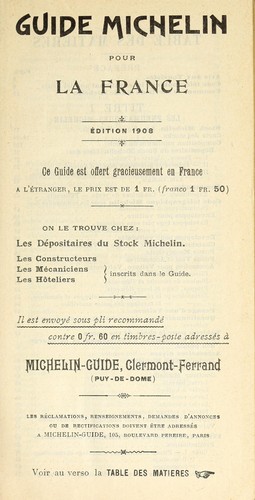 GUIDE MICHELIN
POUR
LA FRANCE
ÉDITION 1908
Ce Guide est offert gracieusement en France
A L'ÉTRANGER, LE PRIX EST DE 1 FR. (franco 1 FR. 50)
ON LE TROUVE CHEZ:
Les Dépositaires du Stock Michelin.
Les Constructeurs
Les Mécaniciens } inscrits dans le Guide.
Les Hôteliers
Il est envoyé sous pli recommandé
contre 0 fr. 60 en timbres-poste adressés à
MICHELIN-GUIDE, Clermont-Ferrand
(PUY-DE-DOME)
LES RÉCLAMATIONS, RENSEIGNEMENTS, DEMANDES D'ANNONCES
OU DE RECTIFICATIONS DOIVENT ÊTRE ADRESSÉES
A MICHELIN-GUIDE, 105, BOULEVARD PEREIRE, PARIS
Voir au verso la TABLE DES MATIERES